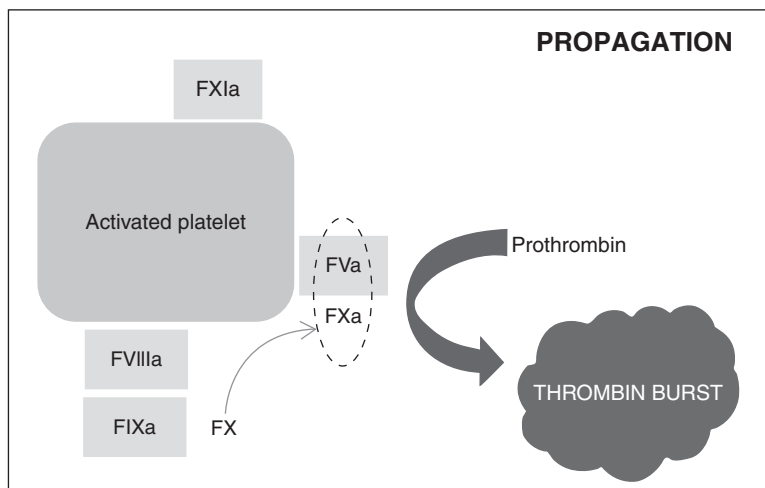 PROPAGATION
FXIa
Activated platelet
FVa
Prothrombin
FXa
FVIIIa
FIXa
FX
THROMBIN BURST